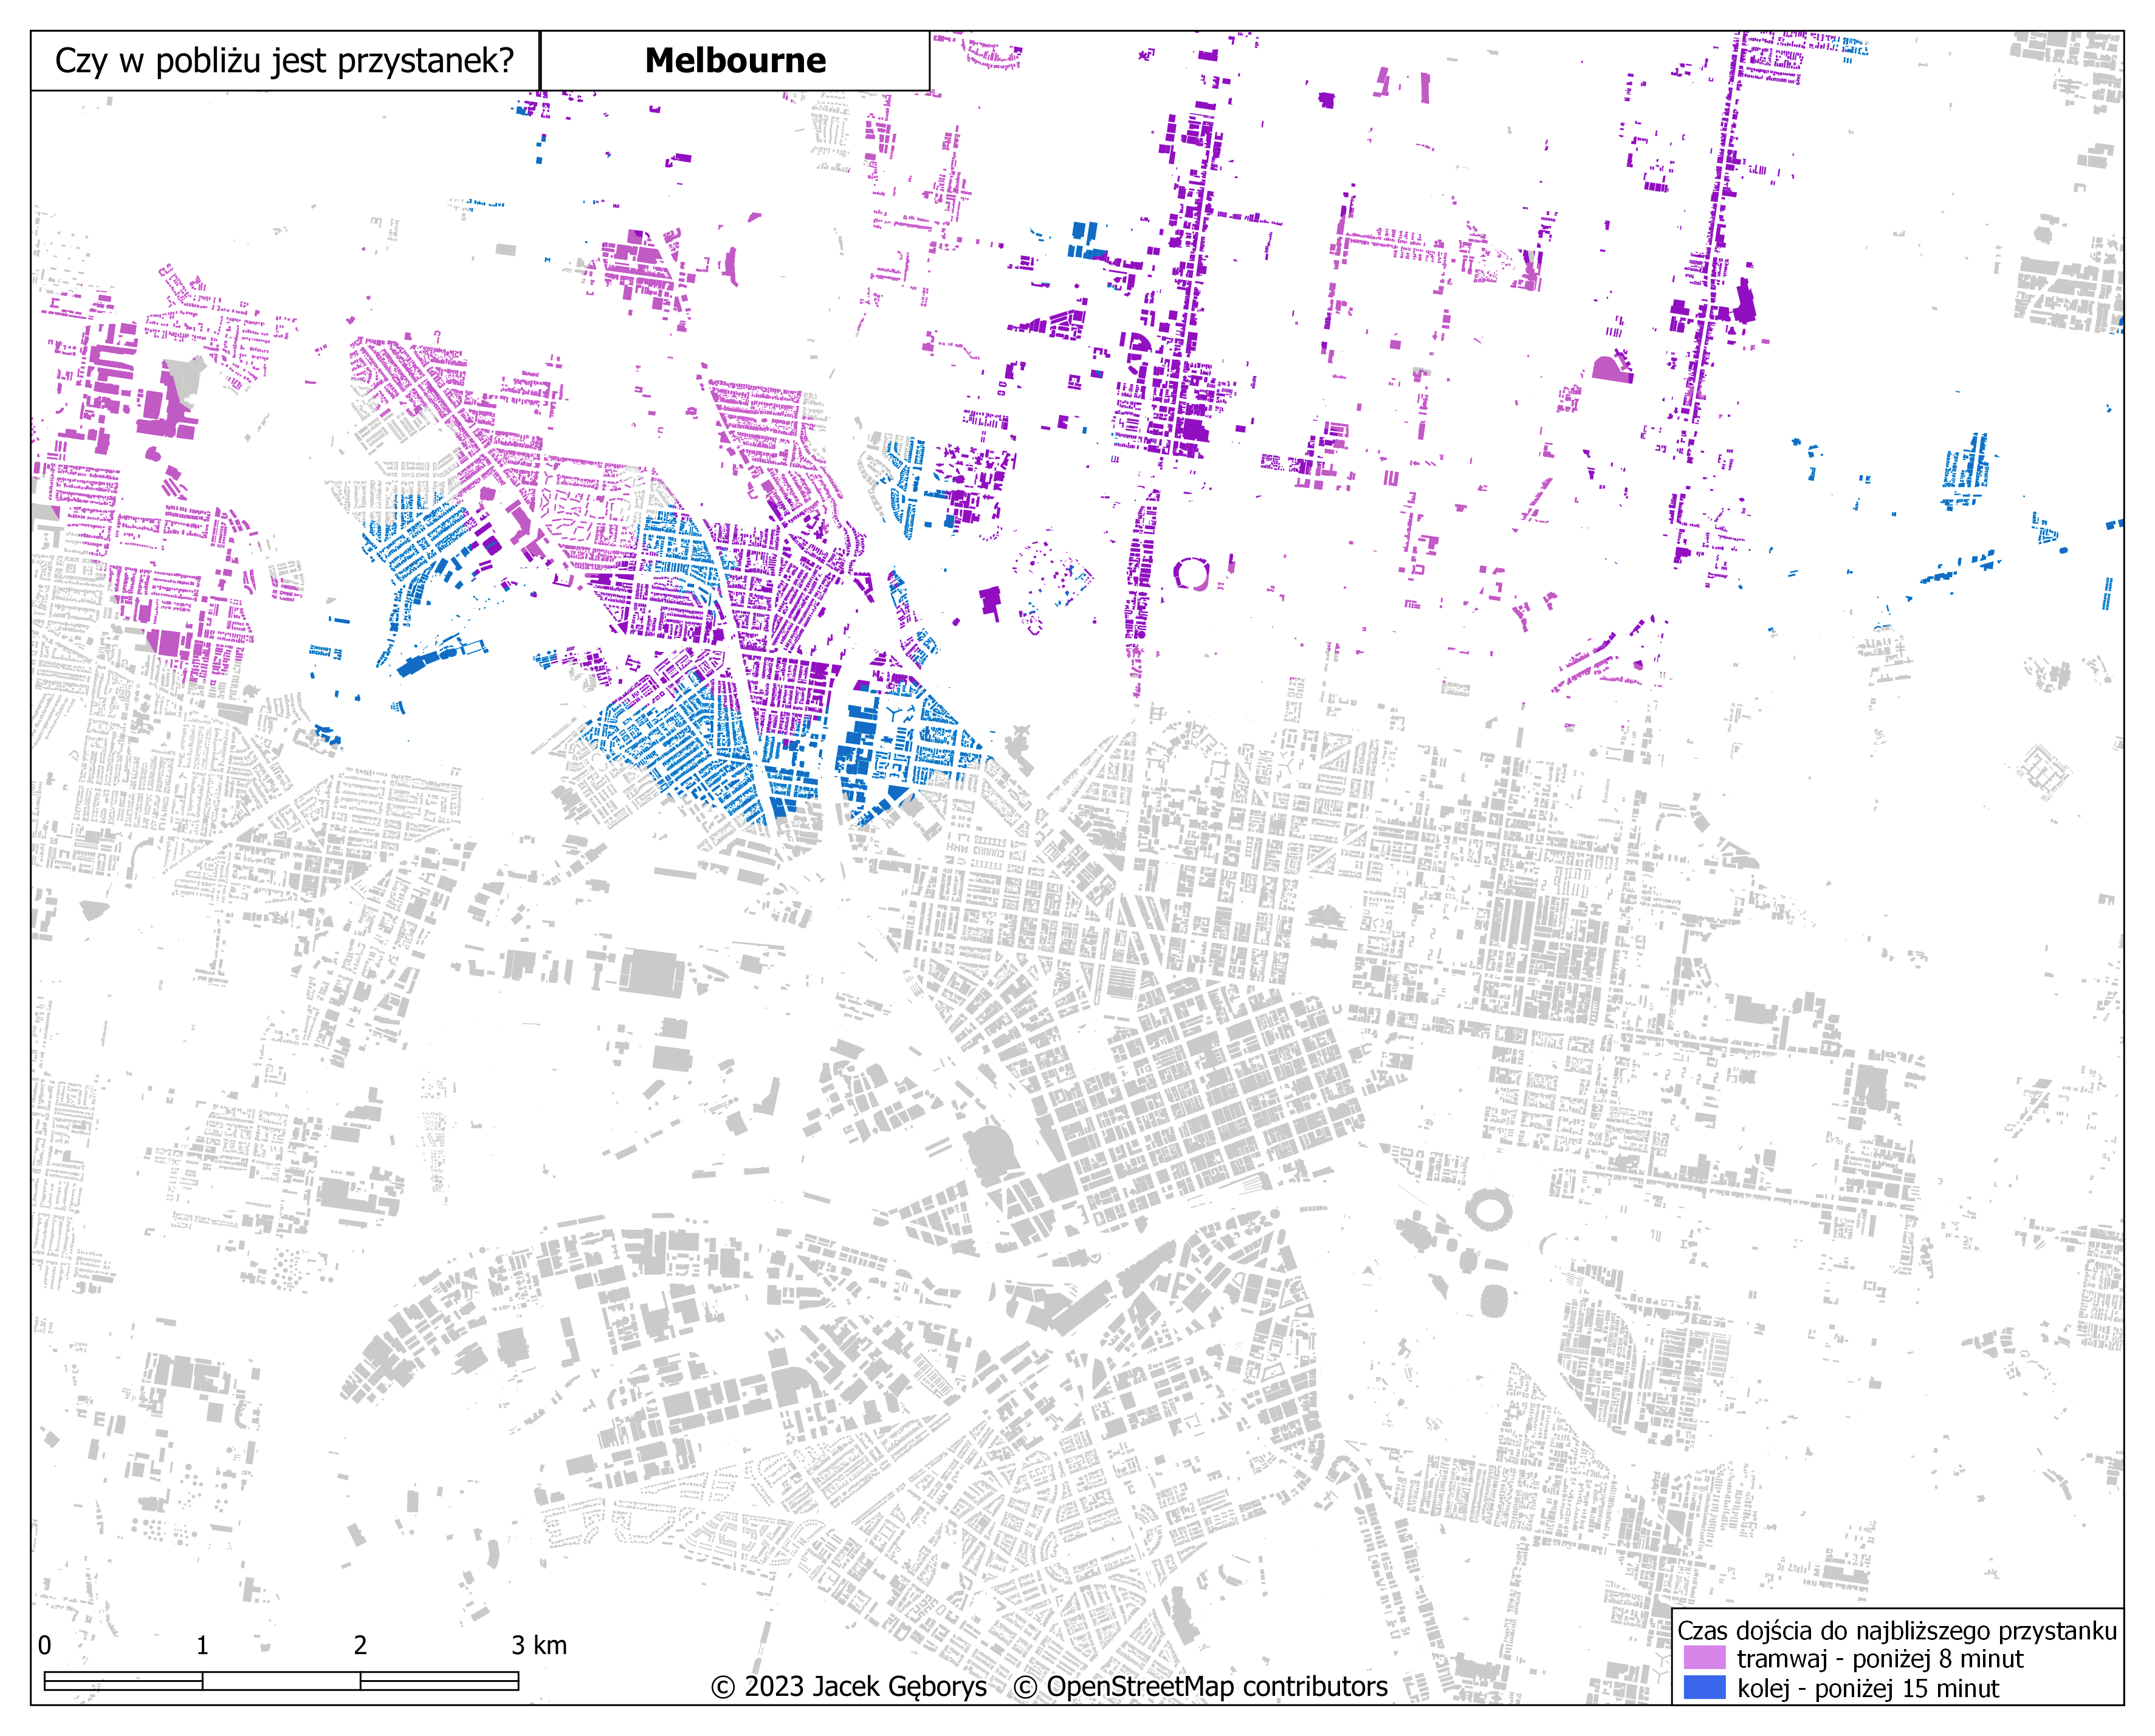 Czy w pobliżu jest przystanek?
Melbourne
0 1 2 3 km
© 2023 Jacek Gęborys © OpenStreetMap contributors
Czas dojścia do najbliższego przystanku
tramwaj - poniżej 8 minut
kolej - poniżej 15 minut